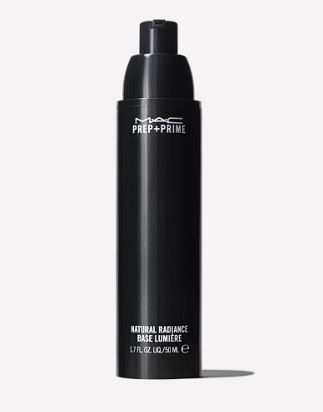 MAC
PREP+PRIME
NATURAL RADIANCE
BASE LUMIÈRE
1.7 FL. OZ. LIQ./50 ML ℮